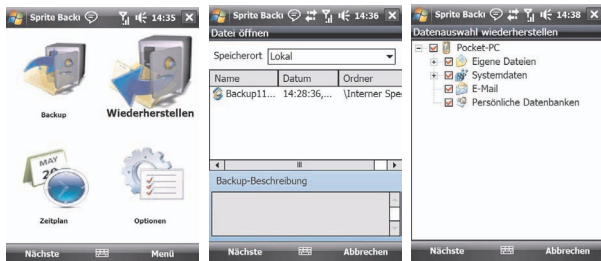 Sprite Backı 14:35
Backup
Wiederherstellen
MAY
Zeitplan
Optionen
Nächste Menü
Sprite Backı 14:36
Datei öffnen
Speicherort Lokal
Name Datum Ordner
Backup11... 14:28:36,... \Interner Spe
Backup-Beschreibung
Nächste Abbrechen
Sprite Backı 14:38
Datenauswahl wiederherstellen
Pocket-PC
Eigene Dateien
Systemdaten
E-Mail
Persönliche Datenbanken
Nächste Abbrechen